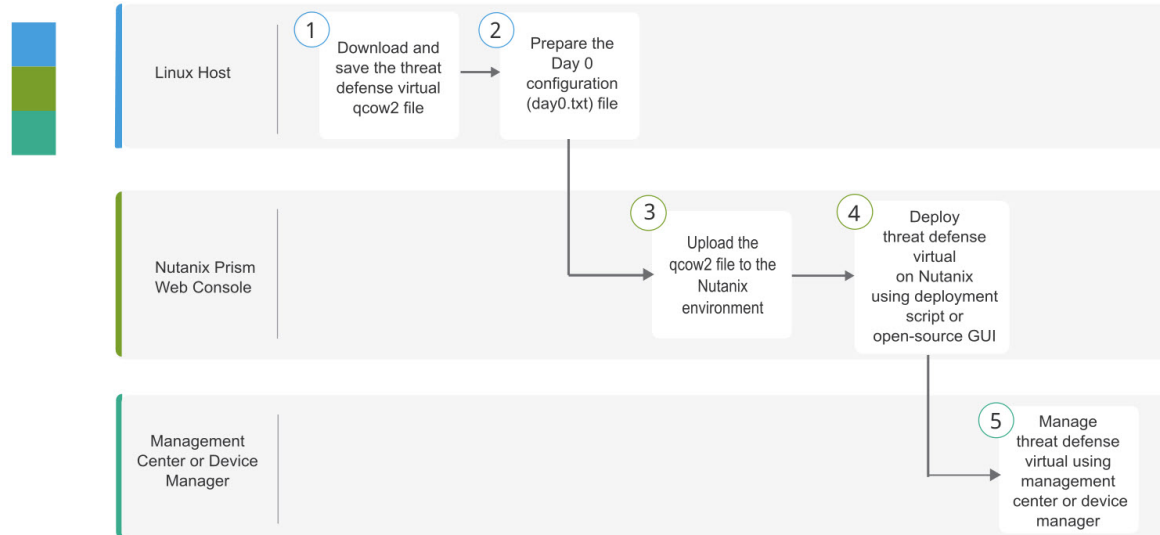 Linux Host
1
Download and
save the threat
defense virtual
qcow2 file
2
Prepare the
Day 0
configuration
(day0.txt) file
Nutanix Prism
Web Console
3
Upload the
qcow2 file to the
Nutanix
environment
4
Deploy
threat defense
virtual
on Nutanix
using deployment
script or
open-source GUI
Management
Center or Device
Manager
5
Manage
threat defense
virtual using
management
center or device
manager